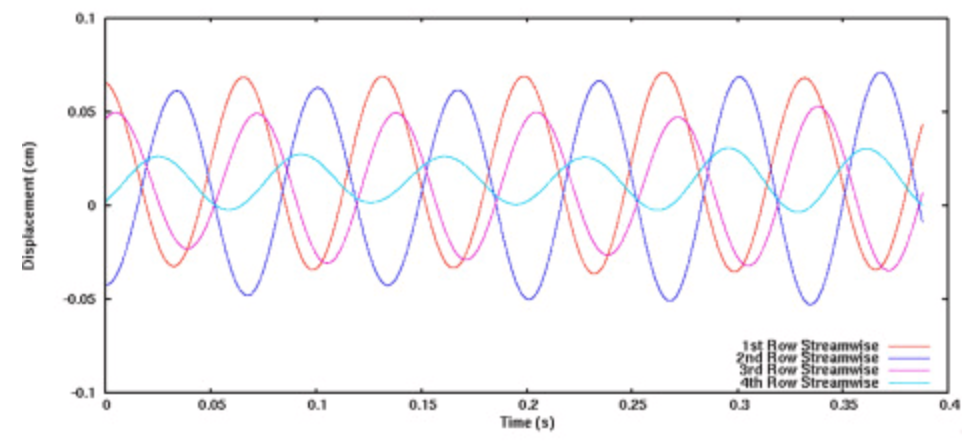 0.1
0.05
0
-0.05
-0.1
Displacement (cm)
1st Row Streamwise
2nd Row Streamwise
3rd Row Streamwise
4th Row Streamwise
0 0.05 0.1 0.15 0.2 0.25 0.3 0.35 0.4
Time (s)